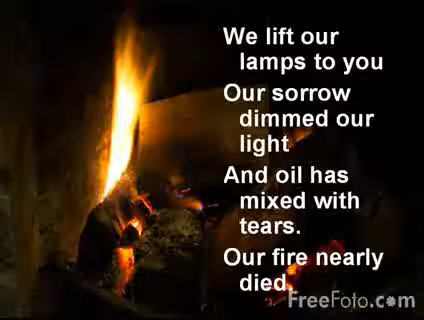 We lift our
lamps to you
Our sorrow
dimmed our
light
And oil has
mixed with
tears.
Our fire nearly
died.
FreeFoto.com